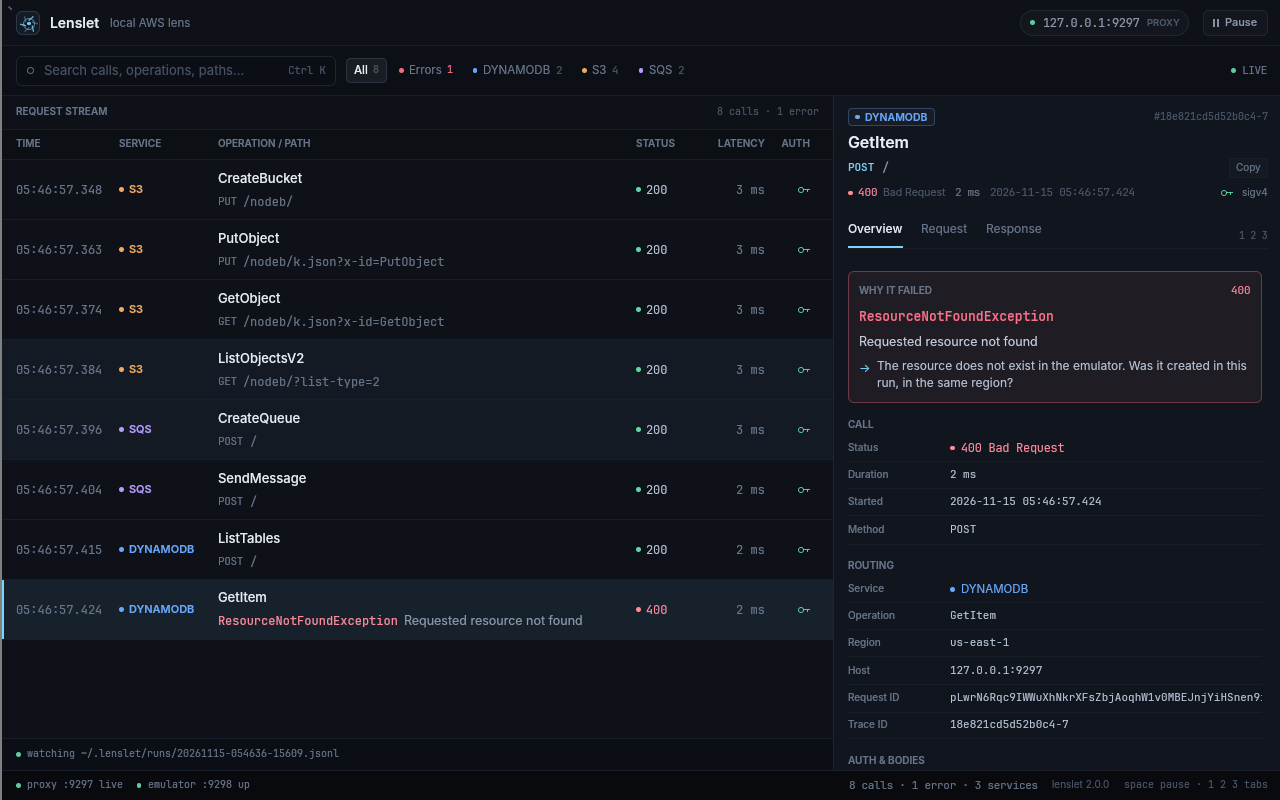 Lenslet local AWS lens 127.0.0.1:9297 PROXY Pause
Search calls, operations, paths... Ctrl K All 8 Errors 1 DYNAMODB 2 S3 4 SQS 2 LIVE
REQUEST STREAM 8 calls · 1 error
TIME SERVICE OPERATION / PATH STATUS LATENCY AUTH
05:46:57.348 S3 CreateBucket 200 3 ms
PUT /nodeb/
05:46:57.363 S3 PutObject 200 3 ms
PUT /nodeb/k.json?x-id=PutObject
05:46:57.374 S3 GetObject 200 3 ms
GET /nodeb/k.json?x-id=GetObject
05:46:57.384 S3 ListObjectsV2 200 3 ms
GET /nodeb/?list-type=2
05:46:57.396 SQS CreateQueue 200 3 ms
POST /
05:46:57.404 SQS SendMessage 200 2 ms
POST /
05:46:57.415 DYNAMODB ListTables 200 2 ms
POST /
05:46:57.424 DYNAMODB GetItem 400 2 ms
ResourceNotFoundException Requested resource not found
watching ~/.lenslet/runs/20261115-054636-15609.jsonl
DYNAMODB #18e821cd5d52b0c4-7
GetItem
POST / Copy
400 Bad Request 2 ms 2026-11-15 05:46:57.424 sigv4
Overview Request Response 1 2 3
WHY IT FAILED 400
ResourceNotFoundException
Requested resource not found
→ The resource does not exist in the emulator. Was it created in this
run, in the same region?
CALL
Status 400 Bad Request
Duration 2 ms
Started 2026-11-15 05:46:57.424
Method POST
ROUTING
Service DYNAMODB
Operation GetItem
Region us-east-1
Host 127.0.0.1:9297
Request ID pLwrN6Rqc9IWWuXhNkrXFsZbjAoqhW1v0MBEJnjYiHSnen9
Trace ID 18e821cd5d52b0c4-7
AUTH & BODIES
proxy :9297 live emulator :9298 up 8 calls · 1 error · 3 services lenslet 2.0.0 space pause · 1 2 3 tabs